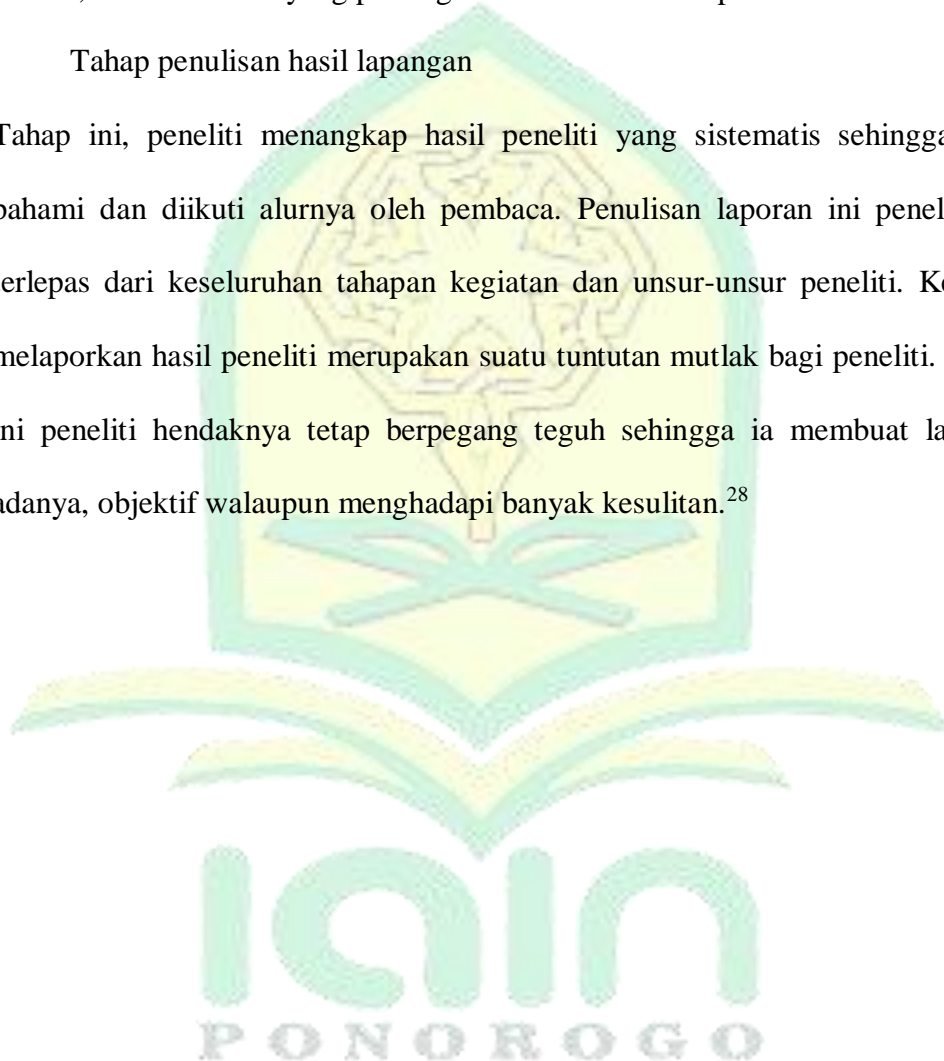 Tahap penulisan hasil lapangan
Tahap ini, peneliti menangkap hasil peneliti yang sistematis sehingga
pahami dan diikuti alurnya oleh pembaca. Penulisan laporan ini penel
erlepas dari keseluruhan tahapan kegiatan dan unsur-unsur peneliti. Ke
melaporkan hasil peneliti merupakan suatu tuntutan mutlak bagi peneliti.
ni peneliti hendaknya tetap berpegang teguh sehingga ia membuat la
adanya, objektif walaupun menghadapi banyak kesulitan.28
iain
PONOROGO